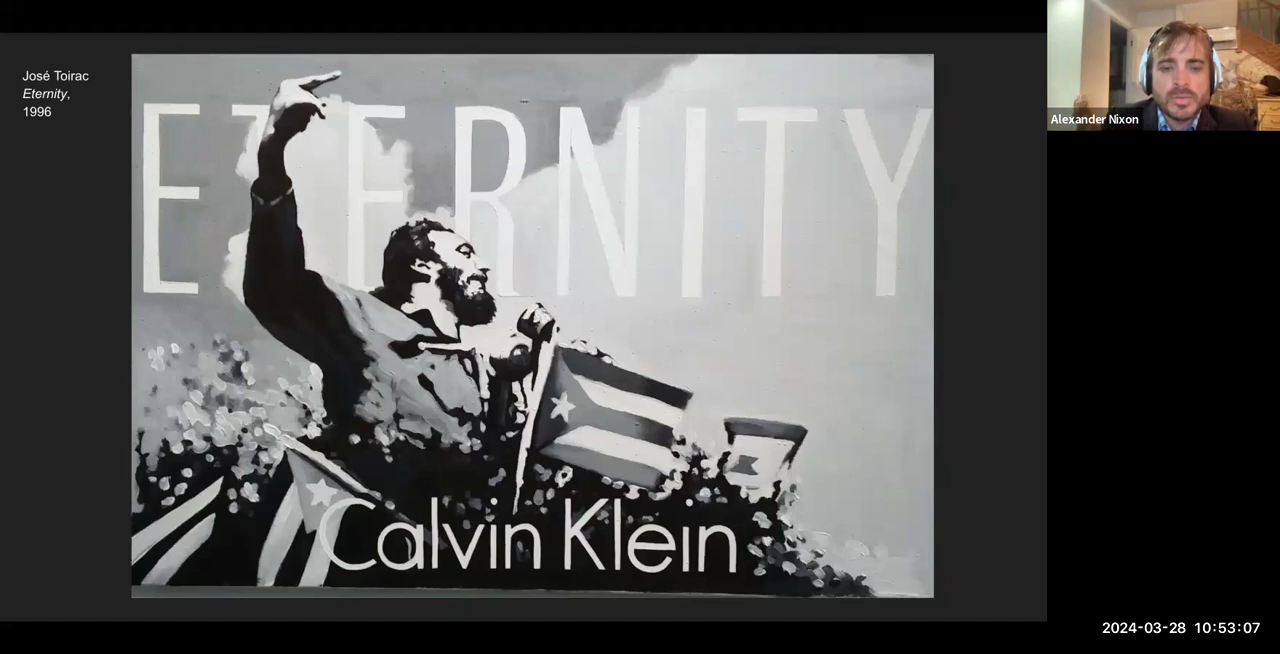 José Toirac
Eternity,
1996
ETERNITY
Calvin Klein
Alexander Nixon
2024-03-28 10:53:07